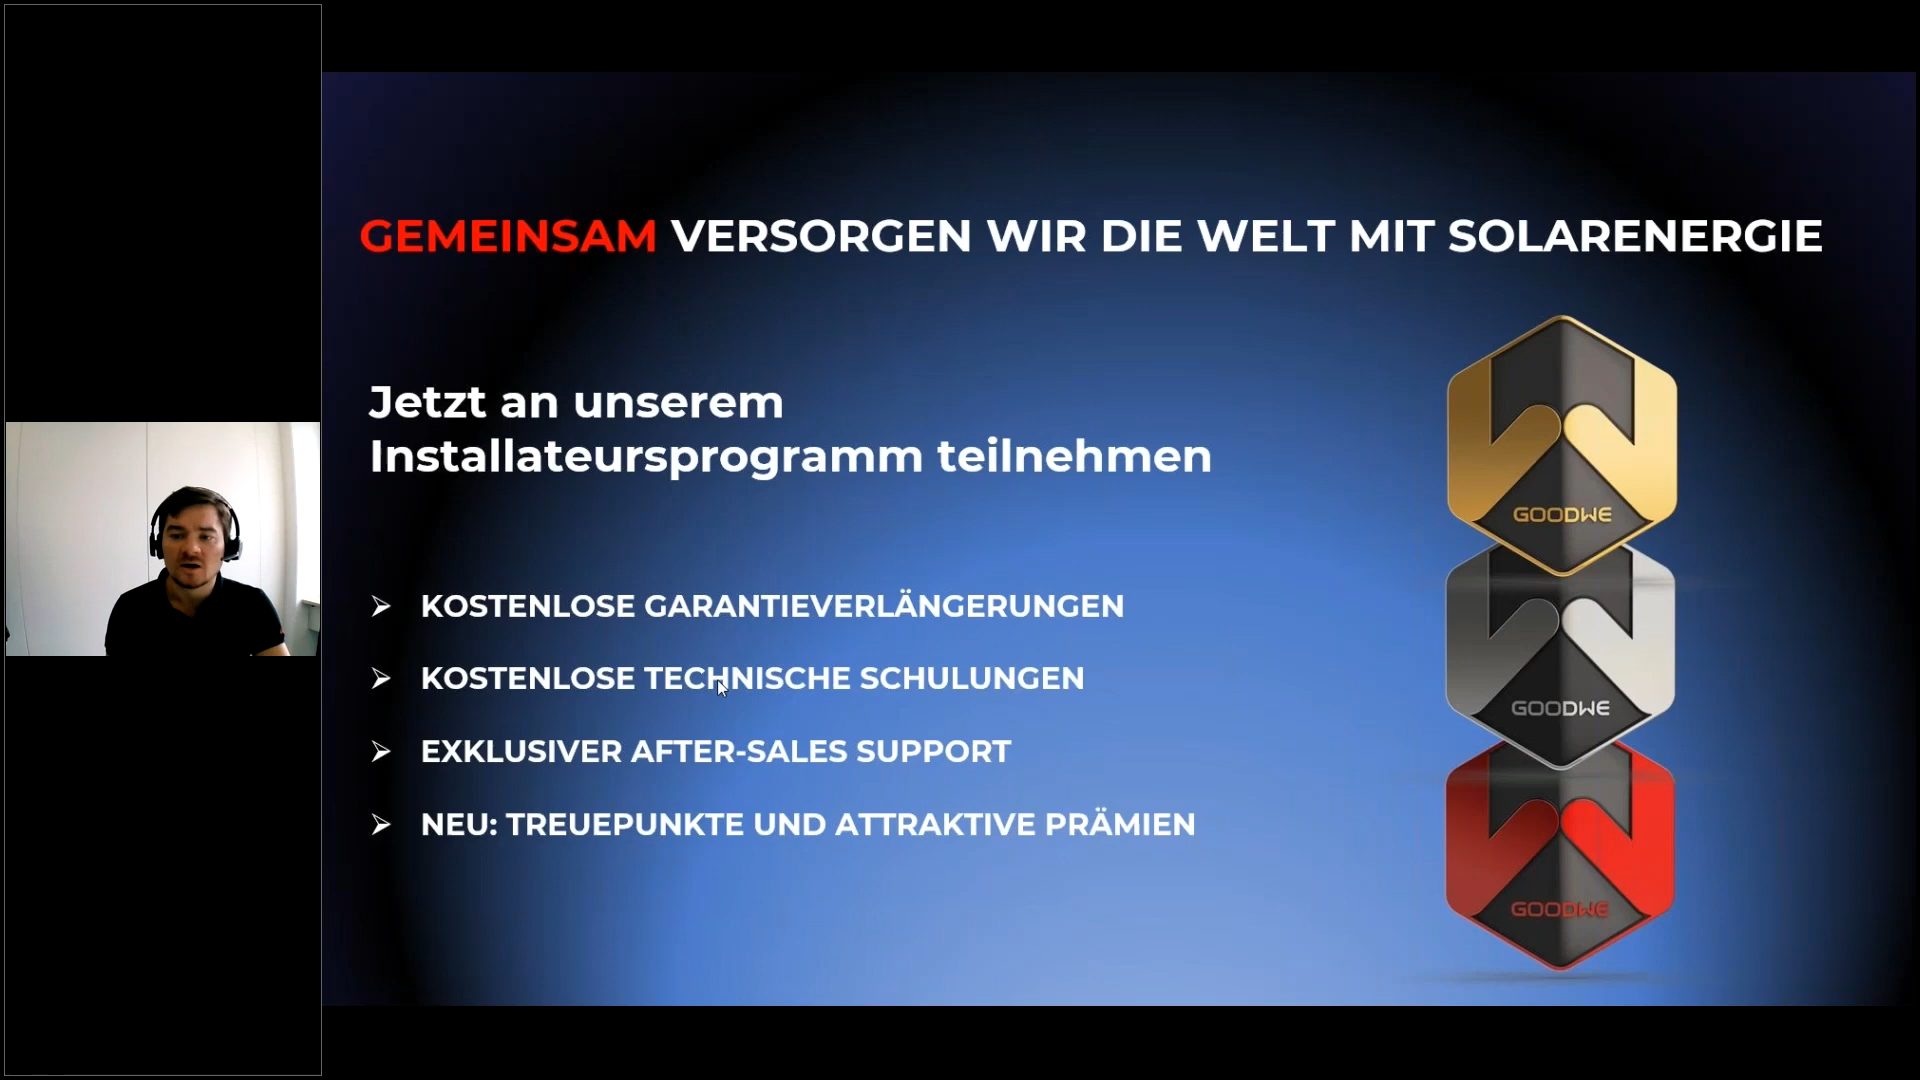 GEMEINSAM VERSORGEN WIR DIE WELT MIT SOLARENERGIE
Jetzt an unserem
Installateursprogramm teilnehmen
KOSTENLOSE GARANTIEVERLÄNGERUNGEN
KOSTENLOSE TECHNISCHE SCHULUNGEN
EXKLUSIVER AFTER-SALES SUPPORT
NEU: TREUEPUNKTE UND ATTRAKTIVE PRÄMIEN
GOODWE
GOODWE
GOODWE